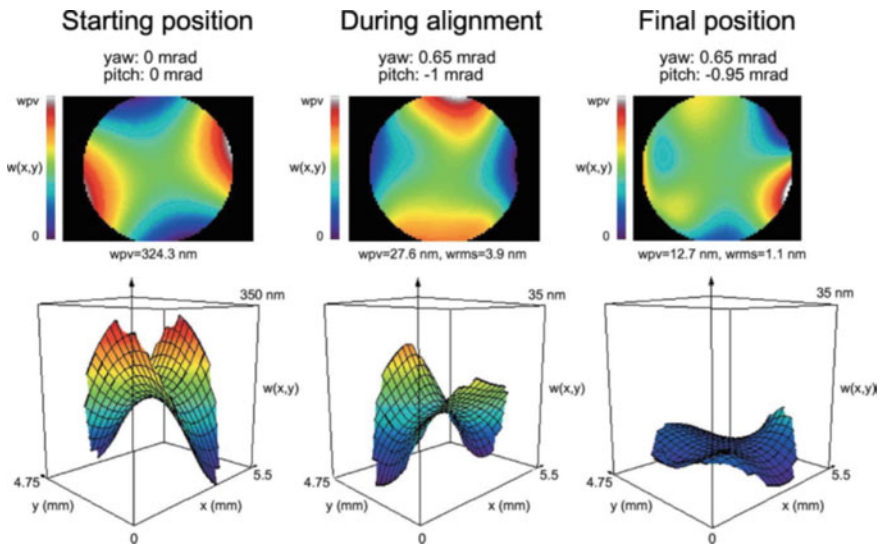 Starting position
yaw: 0 mrad
pitch: 0 mrad
wpv
w(x,y)
0
wpv=324.3 nm
350 nm
w(x,y)
4.75
5.5
y (mm)
x (mm)
0
During alignment
yaw: 0.65 mrad
pitch: -1 mrad
wpv
w(x,y)
0
wpv=27.6 nm, wrms=3.9 nm
35 nm
w(x,y)
4.75
5.5
y (mm)
x (mm)
0
Final position
yaw: 0.65 mrad
pitch: -0.95 mrad
wpv
w(x,y)
0
wpv=12.7 nm, wrms=1.1 nm
35 nm
w(x,y)
4.75
5.5
y (mm)
x (mm)
0